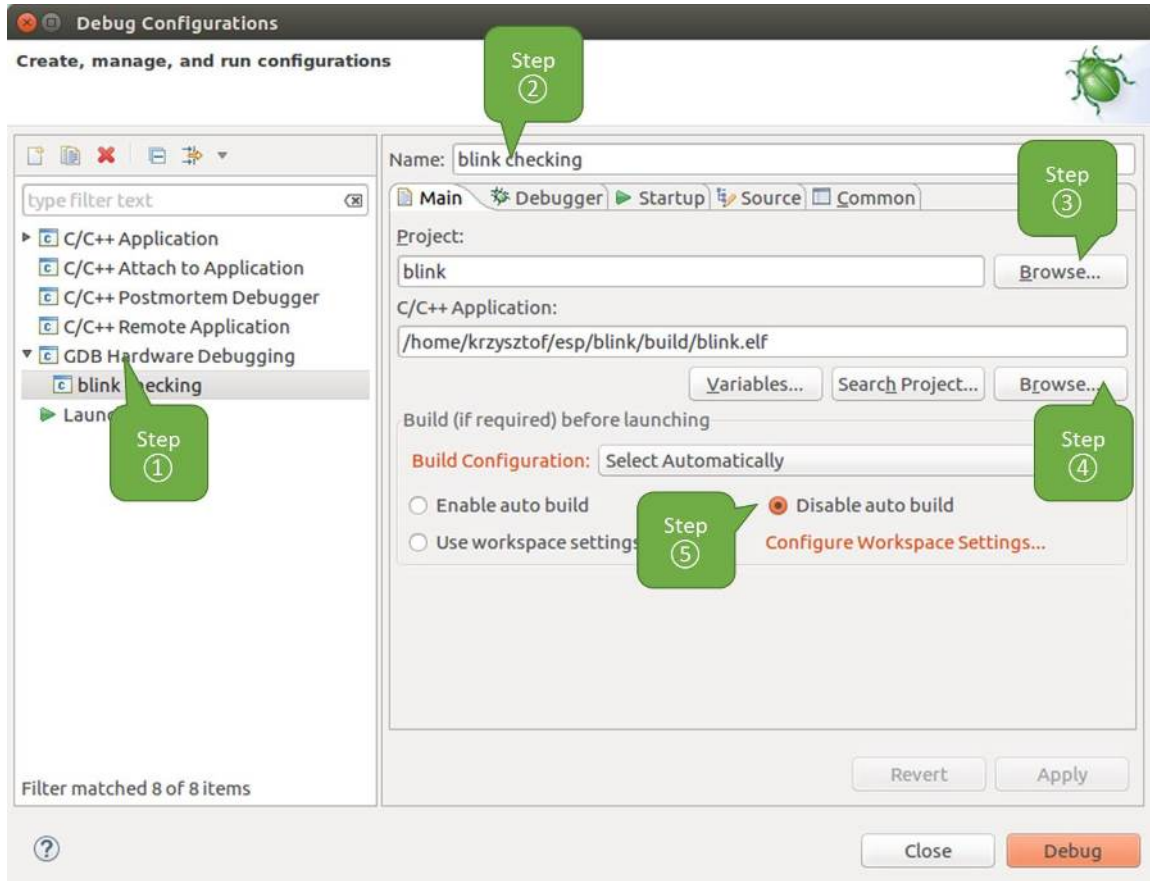 Debug Configurations
Create, manage, and run configurations
Step
②
Name: blink checking
Step
③
type filter text
Main Debugger Startup Source Common
C/C++ Application
C/C++ Attach to Application
C/C++ Postmortem Debugger
C/C++ Remote Application
GDB Hardware Debugging
blink checking
Step
①
Project:
blink Browse...
C/C++ Application:
/home/krzysztof/esp/blink/build/blink.elf
Variables... Search Project... Browse...
Step
④
Build (if required) before launching
Build Configuration: Select Automatically
Enable auto build Disable auto build
Step
⑤
Use workspace settings Configure Workspace Settings...
Filter matched 8 of 8 items
Revert Apply
? Close Debug